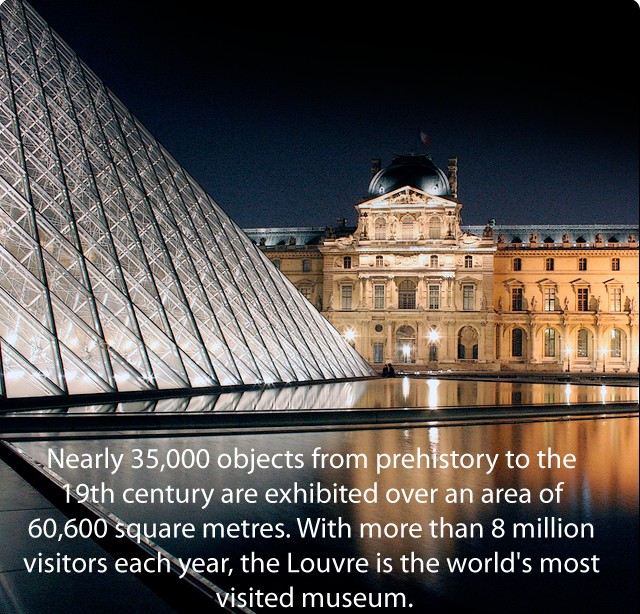 Nearly 35,000 objects from prehistory to the
19th century are exhibited over an area of
60,600 square metres. With more than 8 million
visitors each year, the Louvre is the world's most
visited museum.